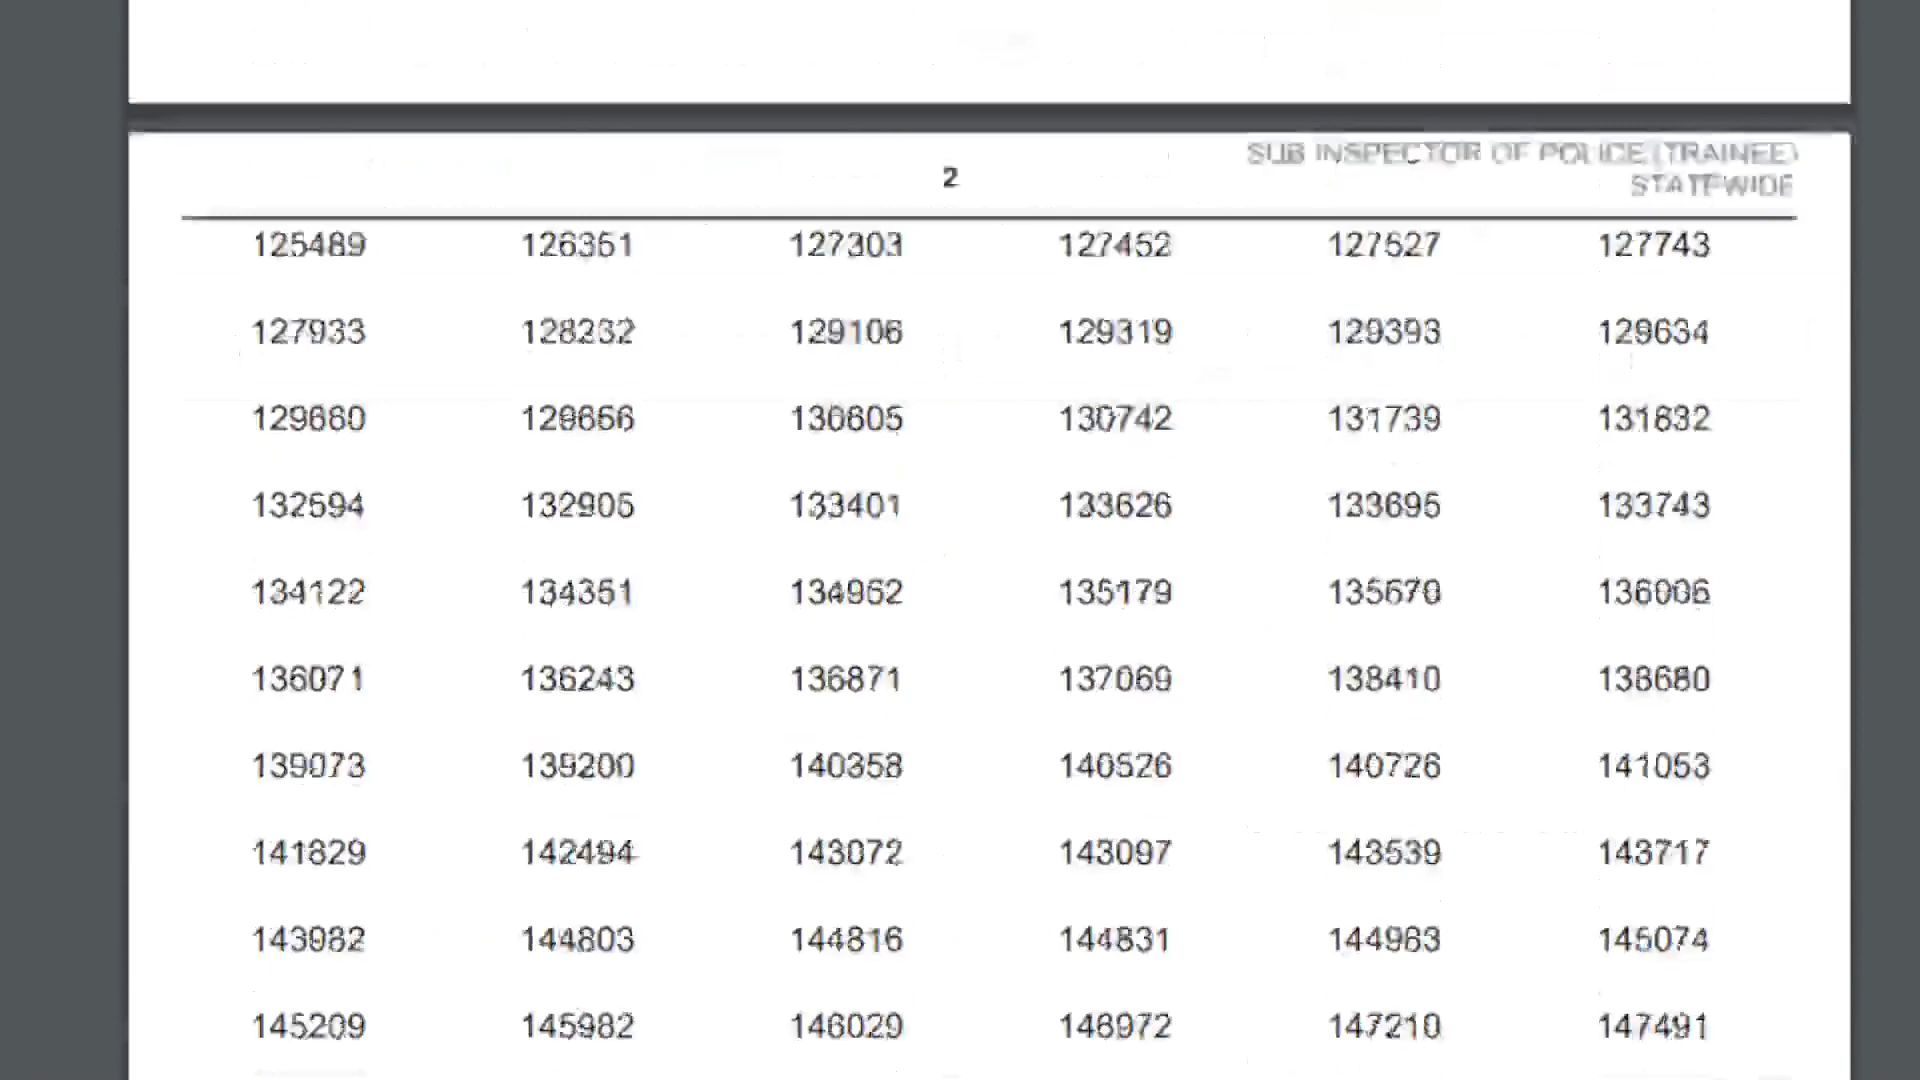 SUB INSPECTOR OF POLICE (TRAINEE)
2
STATEWIDE
125489 126351 127303 127452 127527 127743
127933 128232 129106 129319 129393 129634
129660 129656 130605 130742 131739 131632
132594 132905 133401 133626 133695 133743
134122 134351 134962 135179 135670 136006
136071 136243 136871 137069 138410 138680
139073 139200 140358 140526 140726 141053
141829 142494 143072 143097 143539 143717
143982 144803 144816 144831 144963 145074
145209 145982 146029 146972 147210 147491